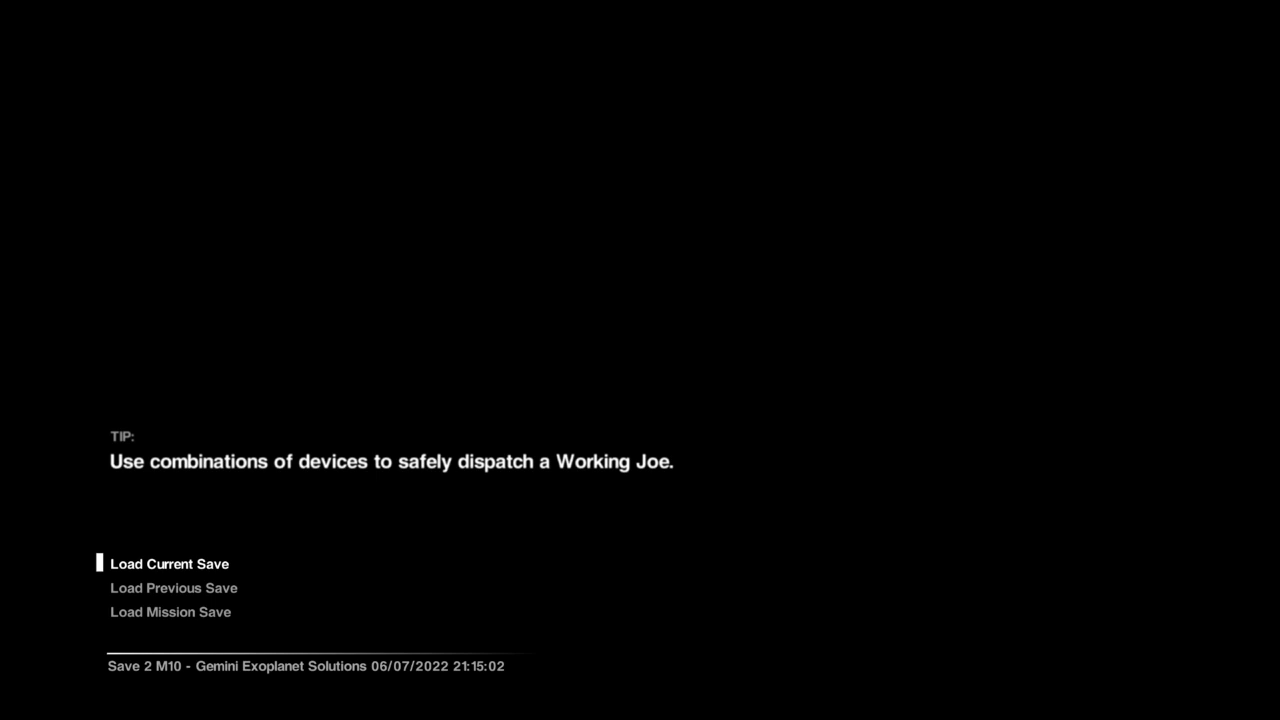 TIP:
Use combinations of devices to safely dispatch a Working Joe.
Load Current Save
Load Previous Save
Load Mission Save
Save 2 M10 - Gemini Exoplanet Solutions 06/07/2022 21:15:02